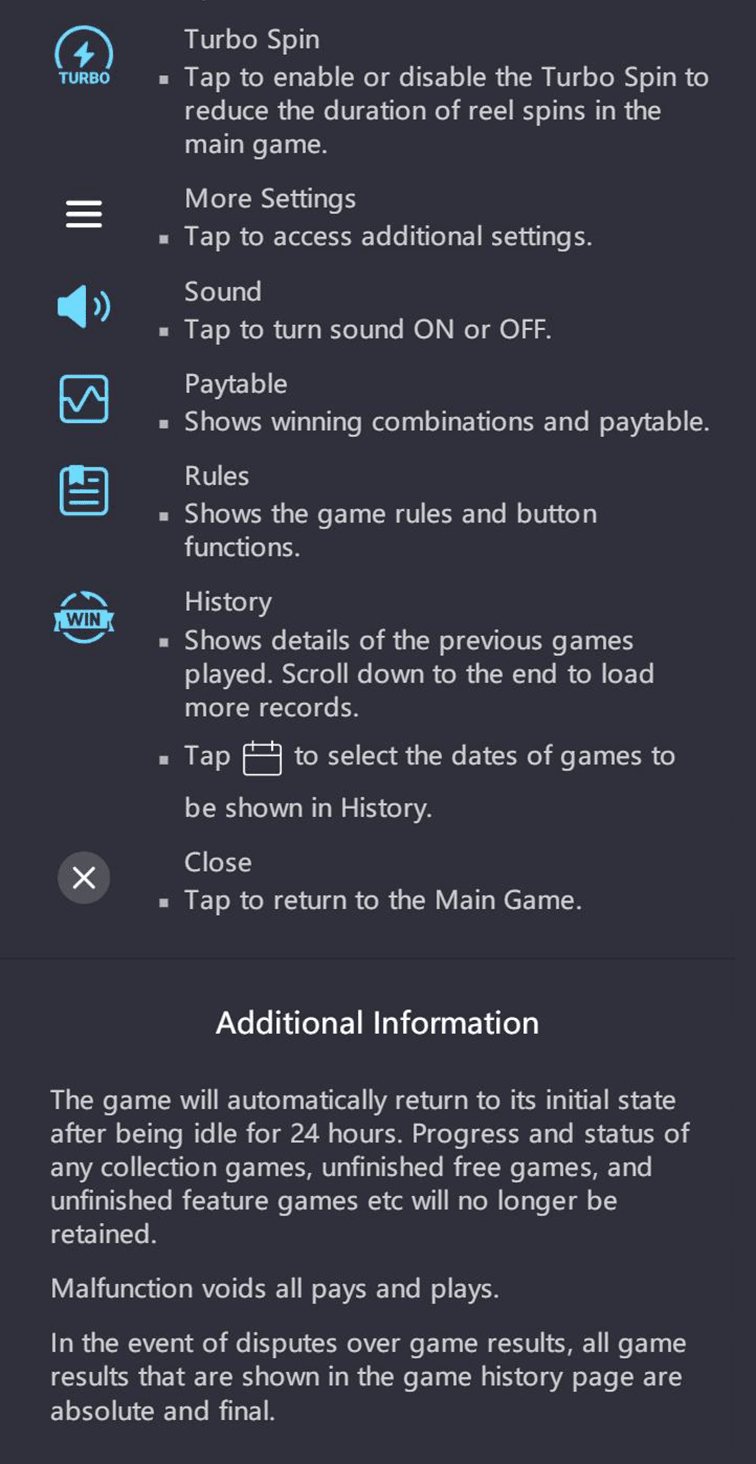 Turbo Spin
TURBO
▪ Tap to enable or disable the Turbo Spin to
reduce the duration of reel spins in the
main game.
More Settings
▪ Tap to access additional settings.
Sound
▪ Tap to turn sound ON or OFF.
Paytable
▪ Shows winning combinations and paytable.
Rules
▪ Shows the game rules and button
functions.
History
WIN
▪ Shows details of the previous games
played. Scroll down to the end to load
more records.
▪ Tap to select the dates of games to
be shown in History.
Close
▪ Tap to return to the Main Game.
Additional Information
The game will automatically return to its initial state
after being idle for 24 hours. Progress and status of
any collection games, unfinished free games, and
unfinished feature games etc will no longer be
retained.
Malfunction voids all pays and plays.
In the event of disputes over game results, all game
results that are shown in the game history page are
absolute and final.